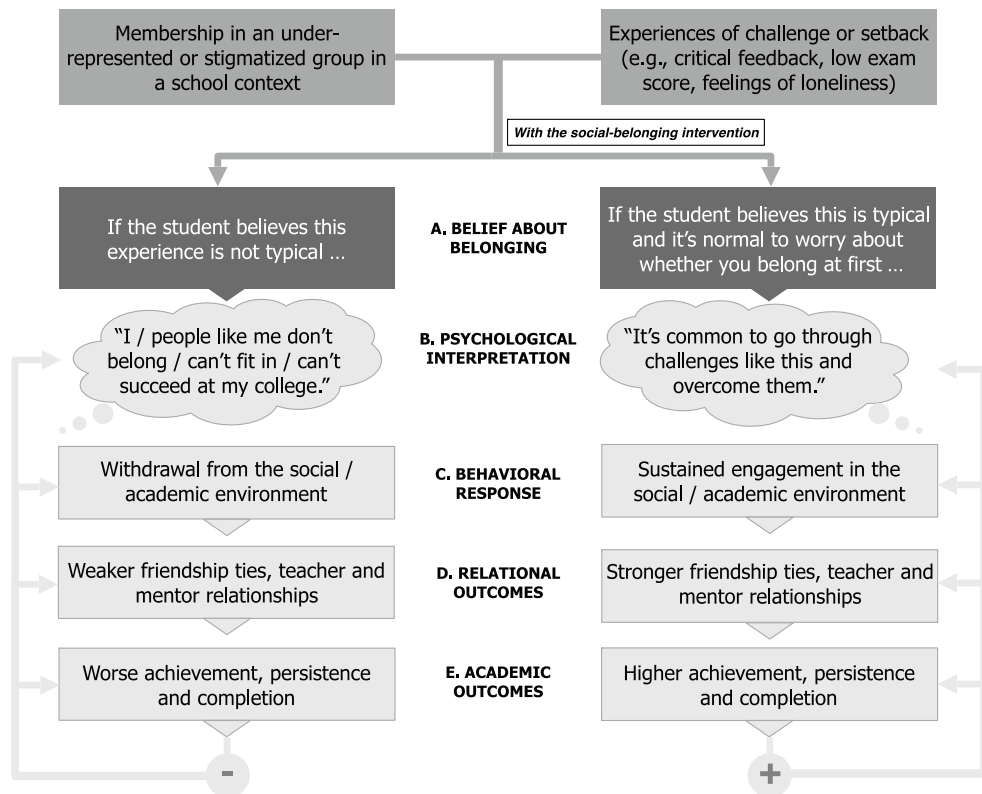 Membership in an under-
represented or stigmatized group in
a school context
Experiences of challenge or setback
(e.g., critical feedback, low exam
score, feelings of loneliness)
With the social-belonging intervention
If the student believes this
experience is not typical ...
A. BELIEF ABOUT
BELONGING
If the student believes this is typical
and it’s normal to worry about
whether you belong at first ...
“I / people like me don’t
belong / can’t fit in / can’t
succeed at my college.”
B. PSYCHOLOGICAL
INTERPRETATION
“It’s common to go through
challenges like this and
overcome them.”
Withdrawal from the social /
academic environment
C. BEHAVIORAL
RESPONSE
Sustained engagement in the
social / academic environment
Weaker friendship ties, teacher and
mentor relationships
D. RELATIONAL
OUTCOMES
Stronger friendship ties, teacher and
mentor relationships
Worse achievement, persistence
and completion
E. ACADEMIC
OUTCOMES
Higher achievement, persistence
and completion
-
+